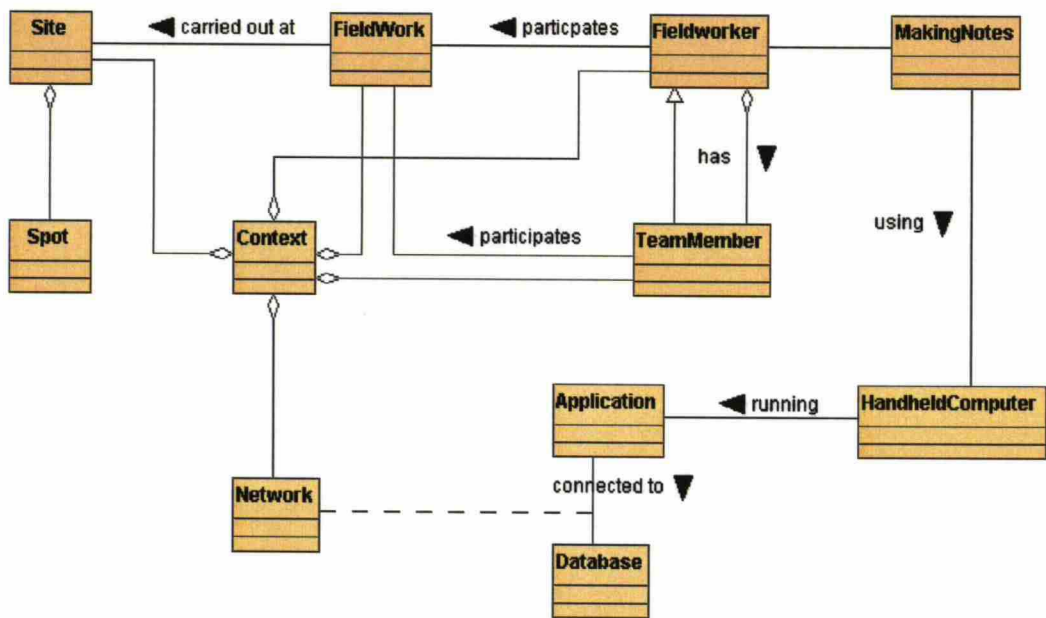 Site
carried out at
FieldWork
particpates
Fieldworker
MakingNotes
has
using
Spot
Context
participates
TeamMember
Application
running
HandheldComputer
Network
connected to
Database